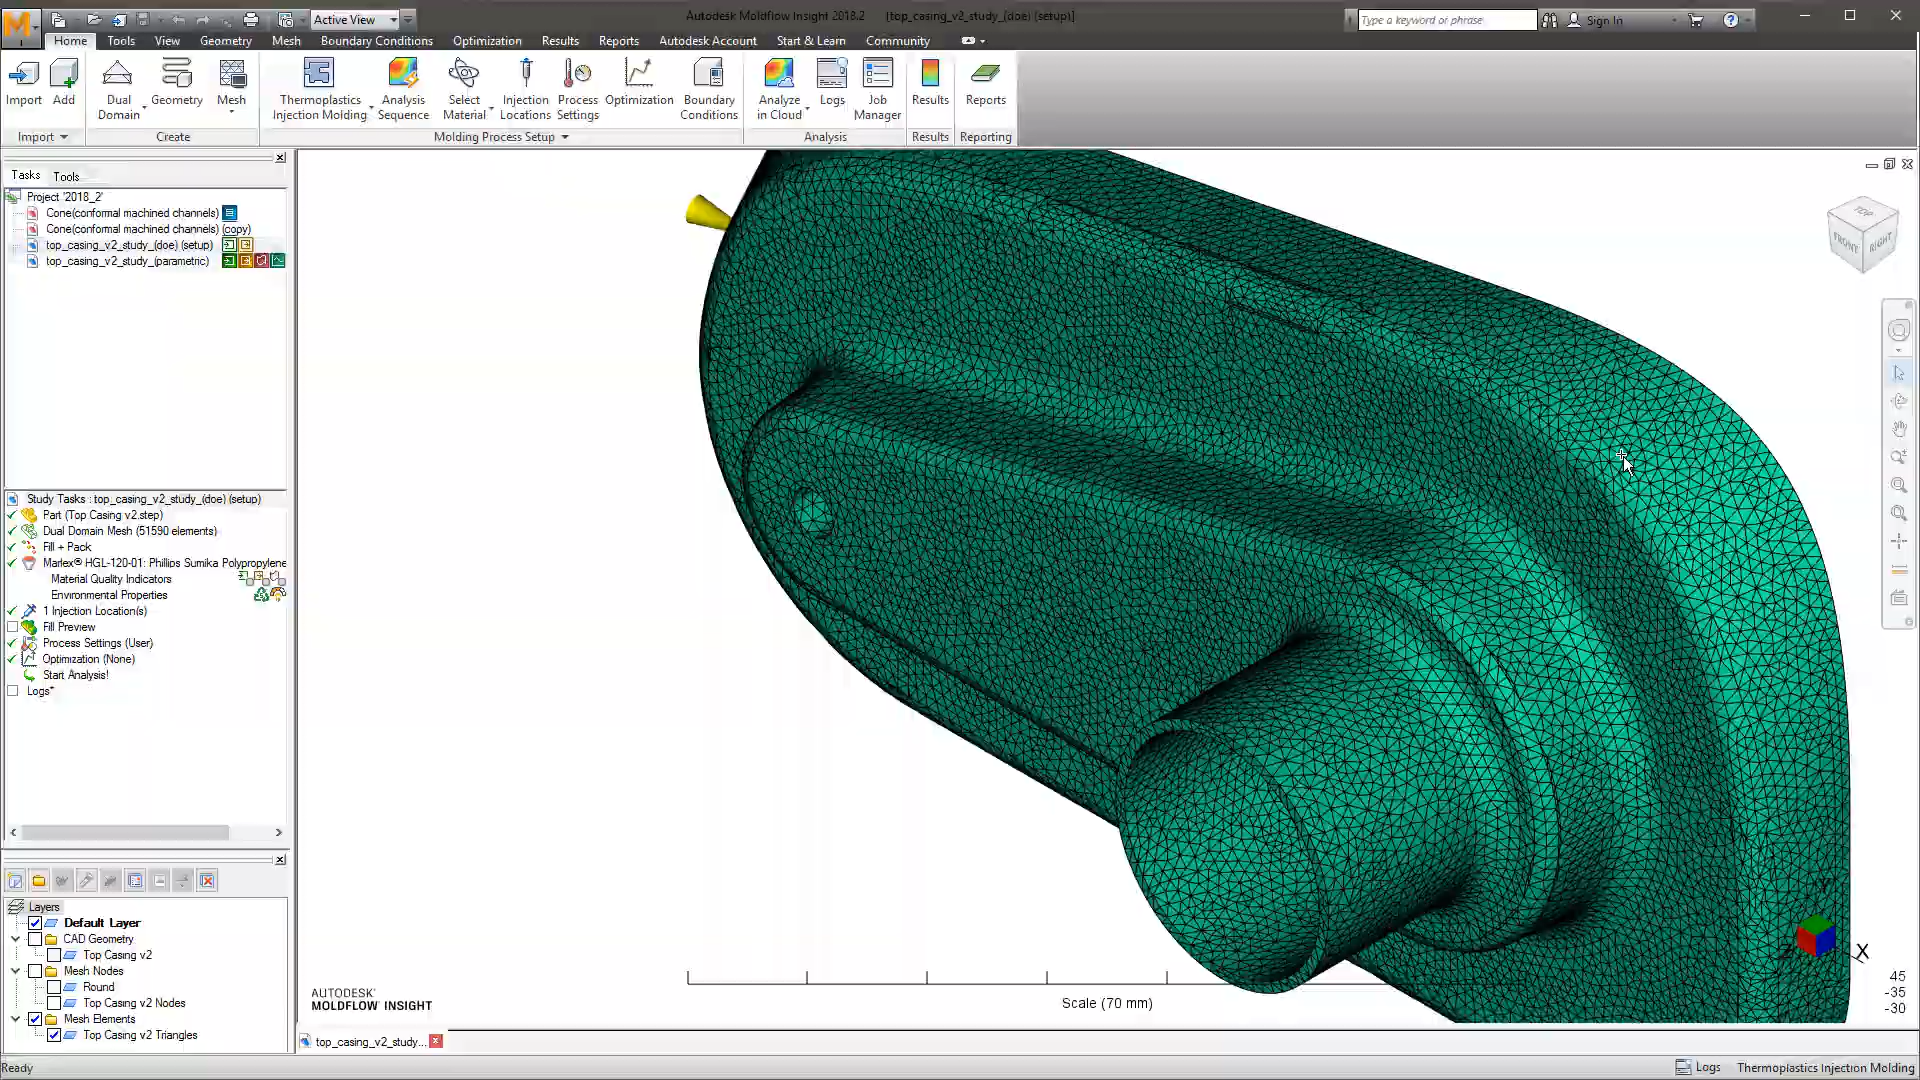 Active View
Autodesk Moldflow Insight 2018.2 [top_casing_v2_study_(doe) (setup)]
Type a keyword or phrase
Sign In
Home Tools View Geometry Mesh Boundary Conditions Optimization Results Reports Autodesk Account Start & Learn Community
Import
Add
Dual Domain
Geometry
Mesh
Thermoplastics Injection Molding
Analysis Sequence
Select Material
Injection Locations
Process Settings
Optimization
Boundary Conditions
Analyze in Cloud
Logs
Job Manager
Results
Reports
Import
Create
Molding Process Setup
Analysis
Results
Reporting
Tasks Tools
Project '2018_2'
Cone(conformal machined channels)
Cone(conformal machined channels) (copy)
top_casing_v2_study_(doe) (setup)
top_casing_v2_study_(parametric)
Study Tasks : top_casing_v2_study_(doe) (setup)
Part (Top Casing v2.step)
Dual Domain Mesh (51590 elements)
Fill + Pack
Marlex® HGL-120-01: Phillips Sumika Polypropylene
Material Quality Indicators
Environmental Properties
1 Injection Location(s)
Fill Preview
Process Settings (User)
Optimization (None)
Start Analysis!
Logs*
Layers
Default Layer
CAD Geometry
Top Casing v2
Mesh Nodes
Round
Top Casing v2 Nodes
Mesh Elements
Top Casing v2 Triangles
TOP
FRONT
RIGHT
Y
Z
X
45
-35
-30
AUTODESK®
MOLDFLOW® INSIGHT
Scale (70 mm)
top_casing_v2_study...
Ready
Logs
Thermoplastics Injection Molding